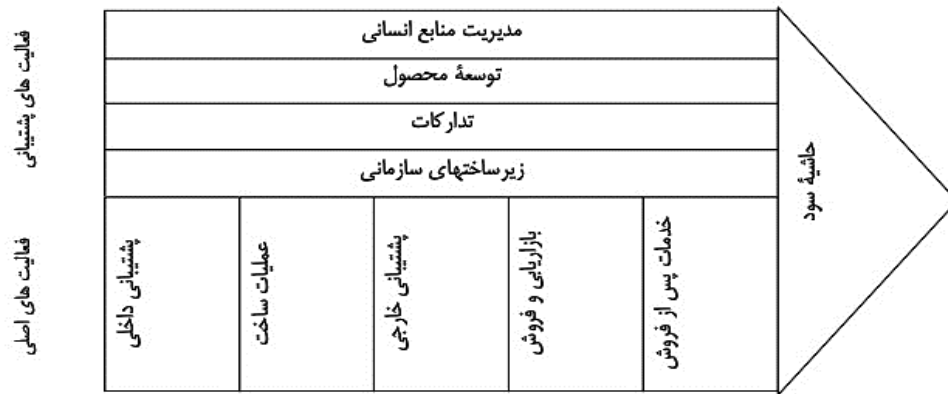 فعالیت های پشتیبانی
مدیریت منابع انسانی
توسعهٔ محصول
تدارکات
زیرساختهای سازمانی
فعالیت های اصلی
پشتیبانی داخلی
عملیات ساخت
پشتیبانی خارجی
بازاریابی و فروش
خدمات پس از فروش
حاشیهٔ سود